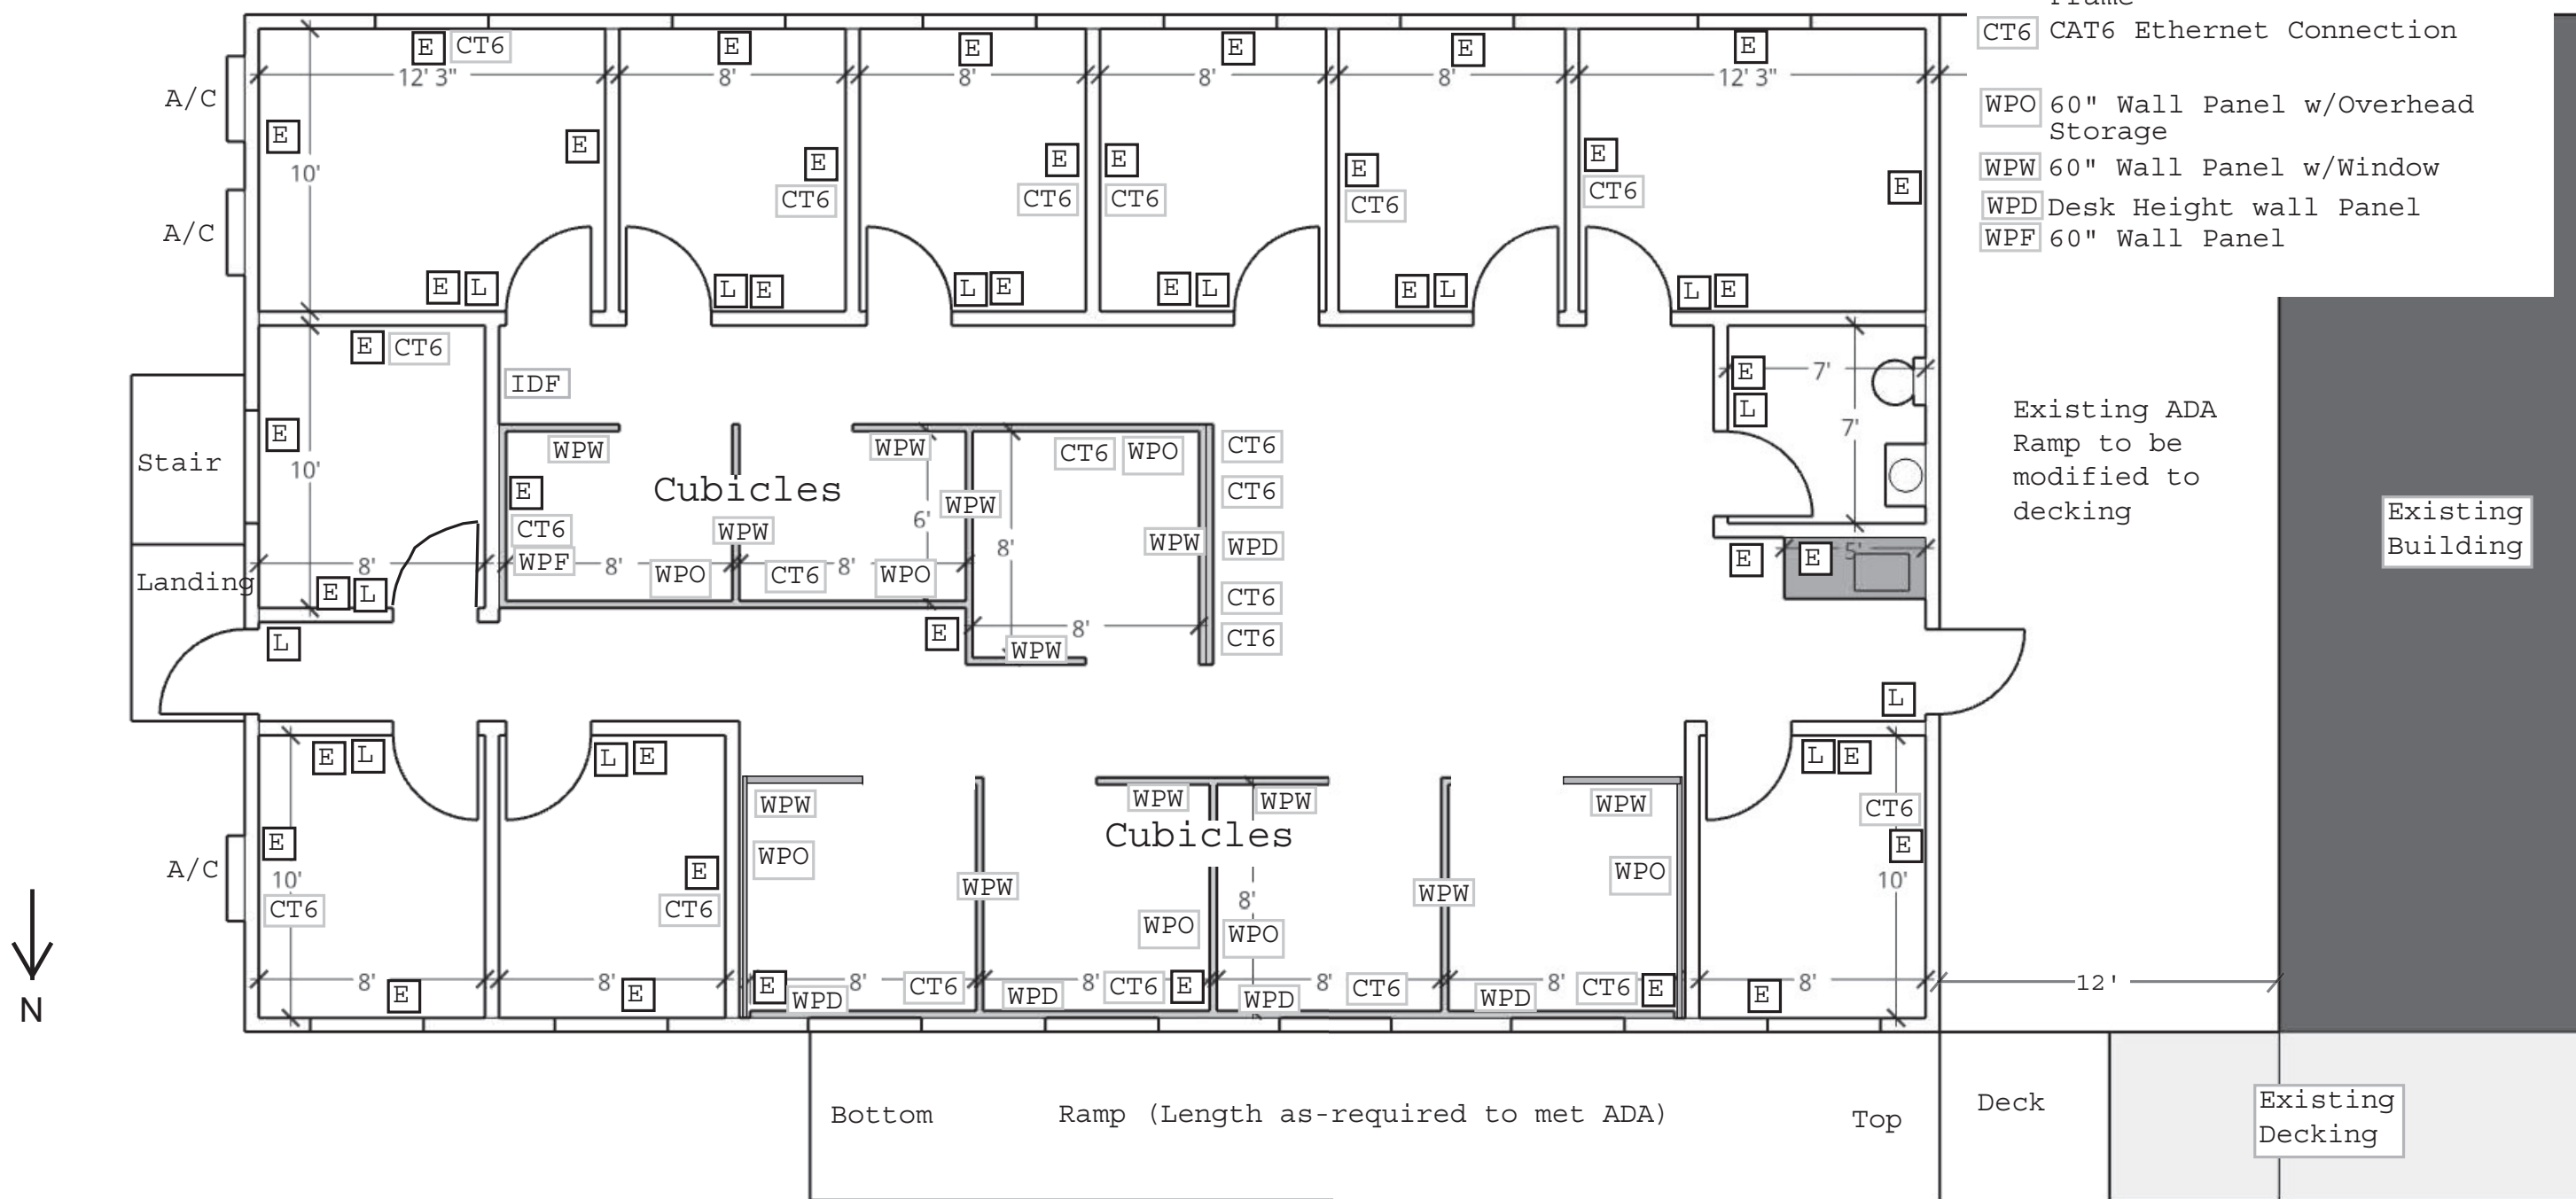 Frame
CT6 CAT6 Ethernet Connection
WPO 60" Wall Panel w/Overhead
Storage
WPW 60" Wall Panel w/Window
WPD Desk Height wall Panel
WPF 60" Wall Panel
E CT6 E E E E E
12' 3" 8' 8' 8' 8' 12' 3"
A/C
E E E E E E E E
10'
CT6 CT6 CT6 CT6 CT6
A/C
E L L E L E E L E L L E
E CT6
IDF
E 7'
L
7'
Existing ADA
Ramp to be
modified to
decking
Stair
E
10'
WPW WPW CT6 WPO CT6
Cubicles
E WPW CT6
CT6 WPW 6' 8' WPW WPD
WPF 8' WPO CT6 8' WPO
8'
E E 5'
Existing
Building
Landing
E L
CT6
L E 8' CT6
WPW
L
E L L E L E
WPW WPW WPW WPW
CT6
Cubicles
E WPO E
A/C
10' E WPW WPO WPW 10'
CT6 CT6 WPO 8' WPO
8' 8' E 8' CT6 8' CT6 E 8' CT6 8' CT6 E 8' 12'
E E WPD WPD WPD WPD E
N
Bottom Ramp (Length as-required to met ADA) Top
Deck
Existing
Decking